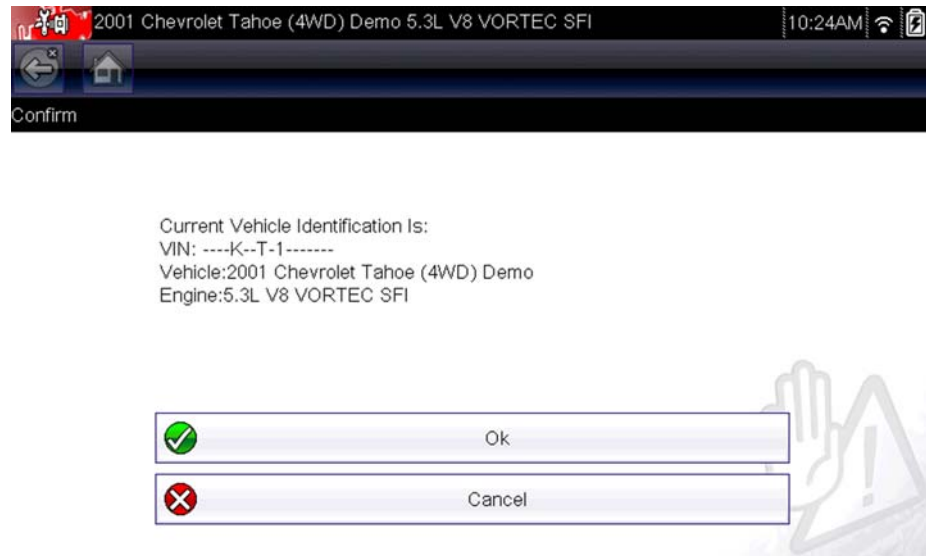 2001 Chevrolet Tahoe (4WD) Demo 5.3L V8 VORTEC SFI 10:24AM
Confirm
Current Vehicle Identification Is:
VIN: ----K--T-1-------
Vehicle:2001 Chevrolet Tahoe (4WD) Demo
Engine:5.3L V8 VORTEC SFI
Ok
Cancel